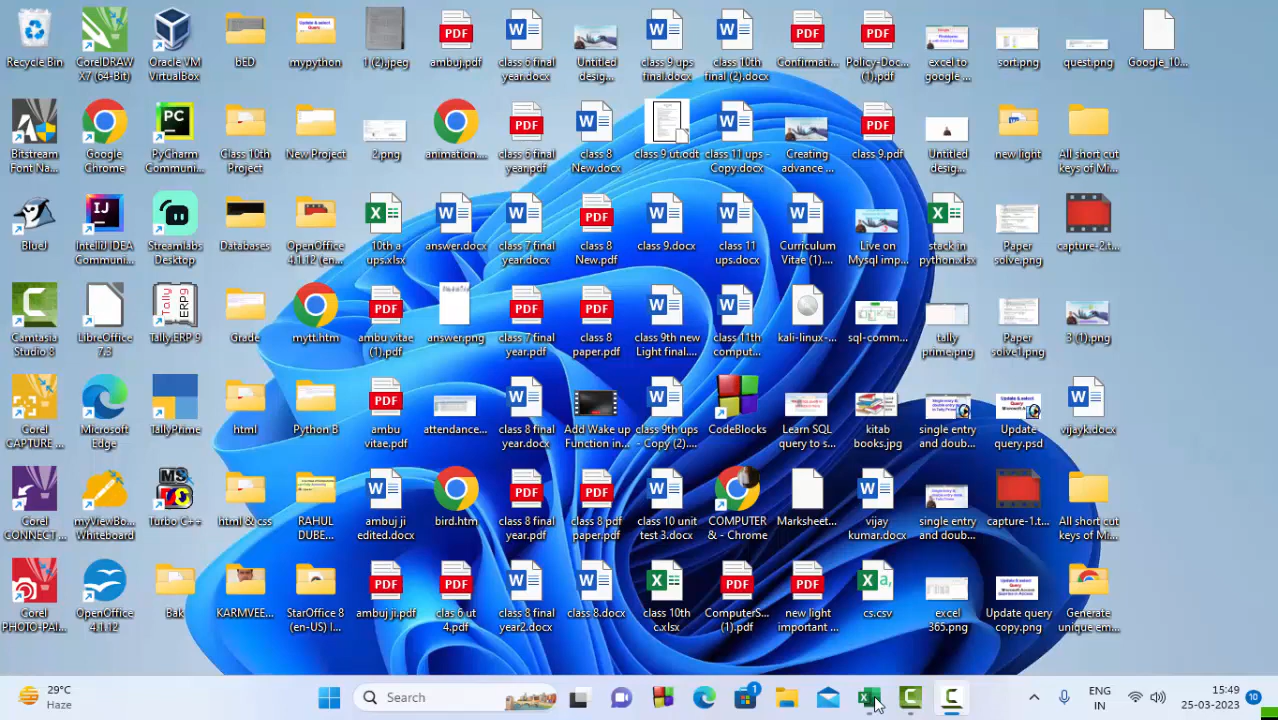 Recycle Bin
CorelDRAW
X7 (64-Bit)
Oracle VM
VirtualBox
bED
mypython
1 (2).jpeg
ambuj.pdf
class 6 final
year.docx
Untitled
desig...
class 9 ups
final.docx
class 10th
final (2).docx
Confirmati...
Policy-Doc...
(1).pdf
excel to
google ...
sort.png
quest.png
Google_10...
Bitstream
Font Na...
Google
Chrome
PyCharm
Communi...
Class 10th
Project
New Project
2.png
animation....
class 6 final
year.pdf
class 8
New.docx
class 9 ut.odt
class 11 ups -
Copy.docx
Creating
advance ...
class 9.pdf
Untitled
desig...
new light
All short cut
keys of Mi...
BlueJ
IntelliJ IDEA
Communi...
Streamlabs
Desktop
Databases
OpenOffice
4.1.12 (en...
10th a
ups.xlsx
answer.docx
class 7 final
year.docx
class 8
New.pdf
class 9.docx
class 11
ups.docx
Curriculum
Vitae (1)....
Live on
Mysql imp...
stack in
python.xlsx
Paper
solve.png
capture-2.t...
Camtasia
Studio 8
LibreOffice
7.3
Tally.ERP 9
Grade
mytt.htm
ambu vitae
(1).pdf
answer.png
class 7 final
year.pdf
class 8
paper.pdf
class 9th new
Light final....
class 11th
comput...
kali-linux-...
sql-comm...
tally
prime.png
Paper
solve1.png
3 (1).png
Corel
CAPTURE ...
Microsoft
Edge
TallyPrime
html
Python B
ambu
vitae.pdf
attendance...
class 8 final
year.docx
Add Wake up
Function in...
class 9th ups
- Copy (2)....
CodeBlocks
Learn SQL
query to s...
kitab
books.jpg
single entry
and doub...
Update
query.psd
vijayk.docx
Corel
CONNECT ...
myViewBo...
Whiteboard
Turbo C++
html & css
RAHUL
DUBE...
ambuj ji
edited.docx
bird.htm
class 8 final
year.pdf
class 8 pdf
paper.pdf
class 10 unit
test 3.docx
COMPUTER
& - Chrome
Marksheet...
vijay
kumar.docx
single entry
and doub...
capture-1.t...
All short cut
keys of Mi...
Corel
PHOTO-PAI...
OpenOffice
4.1.12
Bak
KARMVEE...
StarOffice 8
(en-US) I...
ambuj ji.pdf
clas 6 ut
4.pdf
class 8 final
year2.docx
class 8.docx
class 10th
c.xlsx
ComputerS...
(1).pdf
new light
important ...
cs.csv
excel
365.png
Update query
copy.png
Generate
unique em...
29°C
Haze
Search
1
ENG
IN
15:49
25-03-2023
10